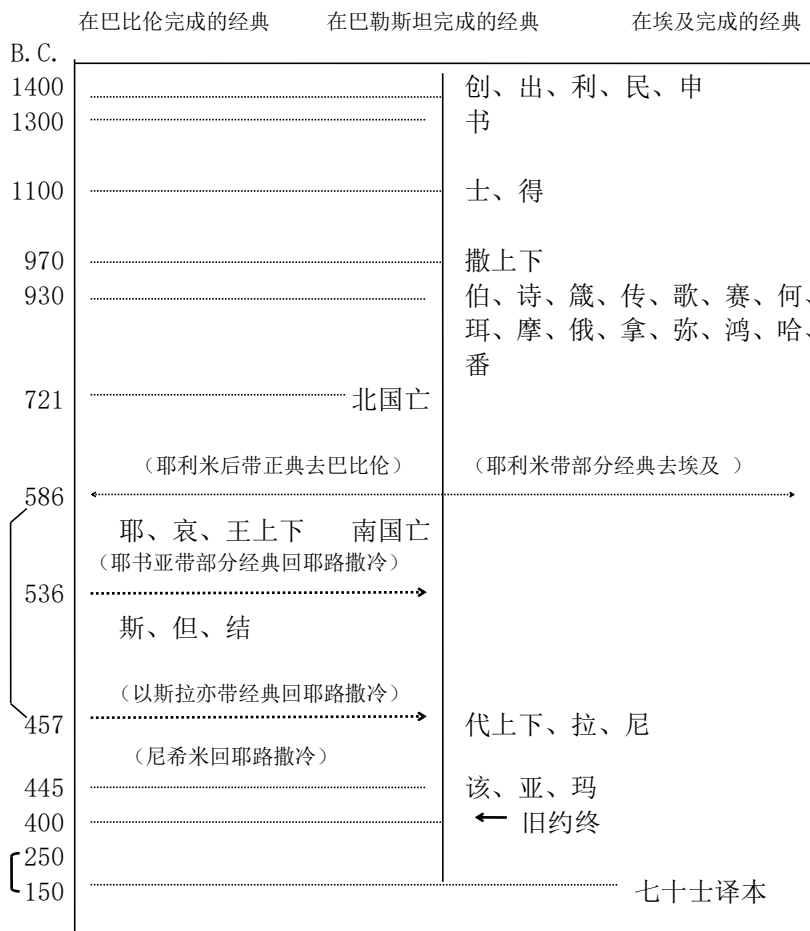 在巴比伦完成的经典 在巴勒斯坦完成的经典 在埃及完成的经典
B.C.
1400 创、出、利、民、申
1300 书
1100 士、得
970 撒上下
930 伯、诗、箴、传、歌、赛、何、
珥、摩、俄、拿、弥、鸿、哈、
番
721 北国亡
（耶利米后带正典去巴比伦） （耶利米带部分经典去埃及 ）
586
耶、哀、王上下 南国亡
（耶书亚带部分经典回耶路撒冷）
536
斯、但、结
（以斯拉亦带经典回耶路撒冷）
457 代上下、拉、尼
（尼希米回耶路撒冷）
445 该、亚、玛
400 ← 旧约终
250
150 七十士译本